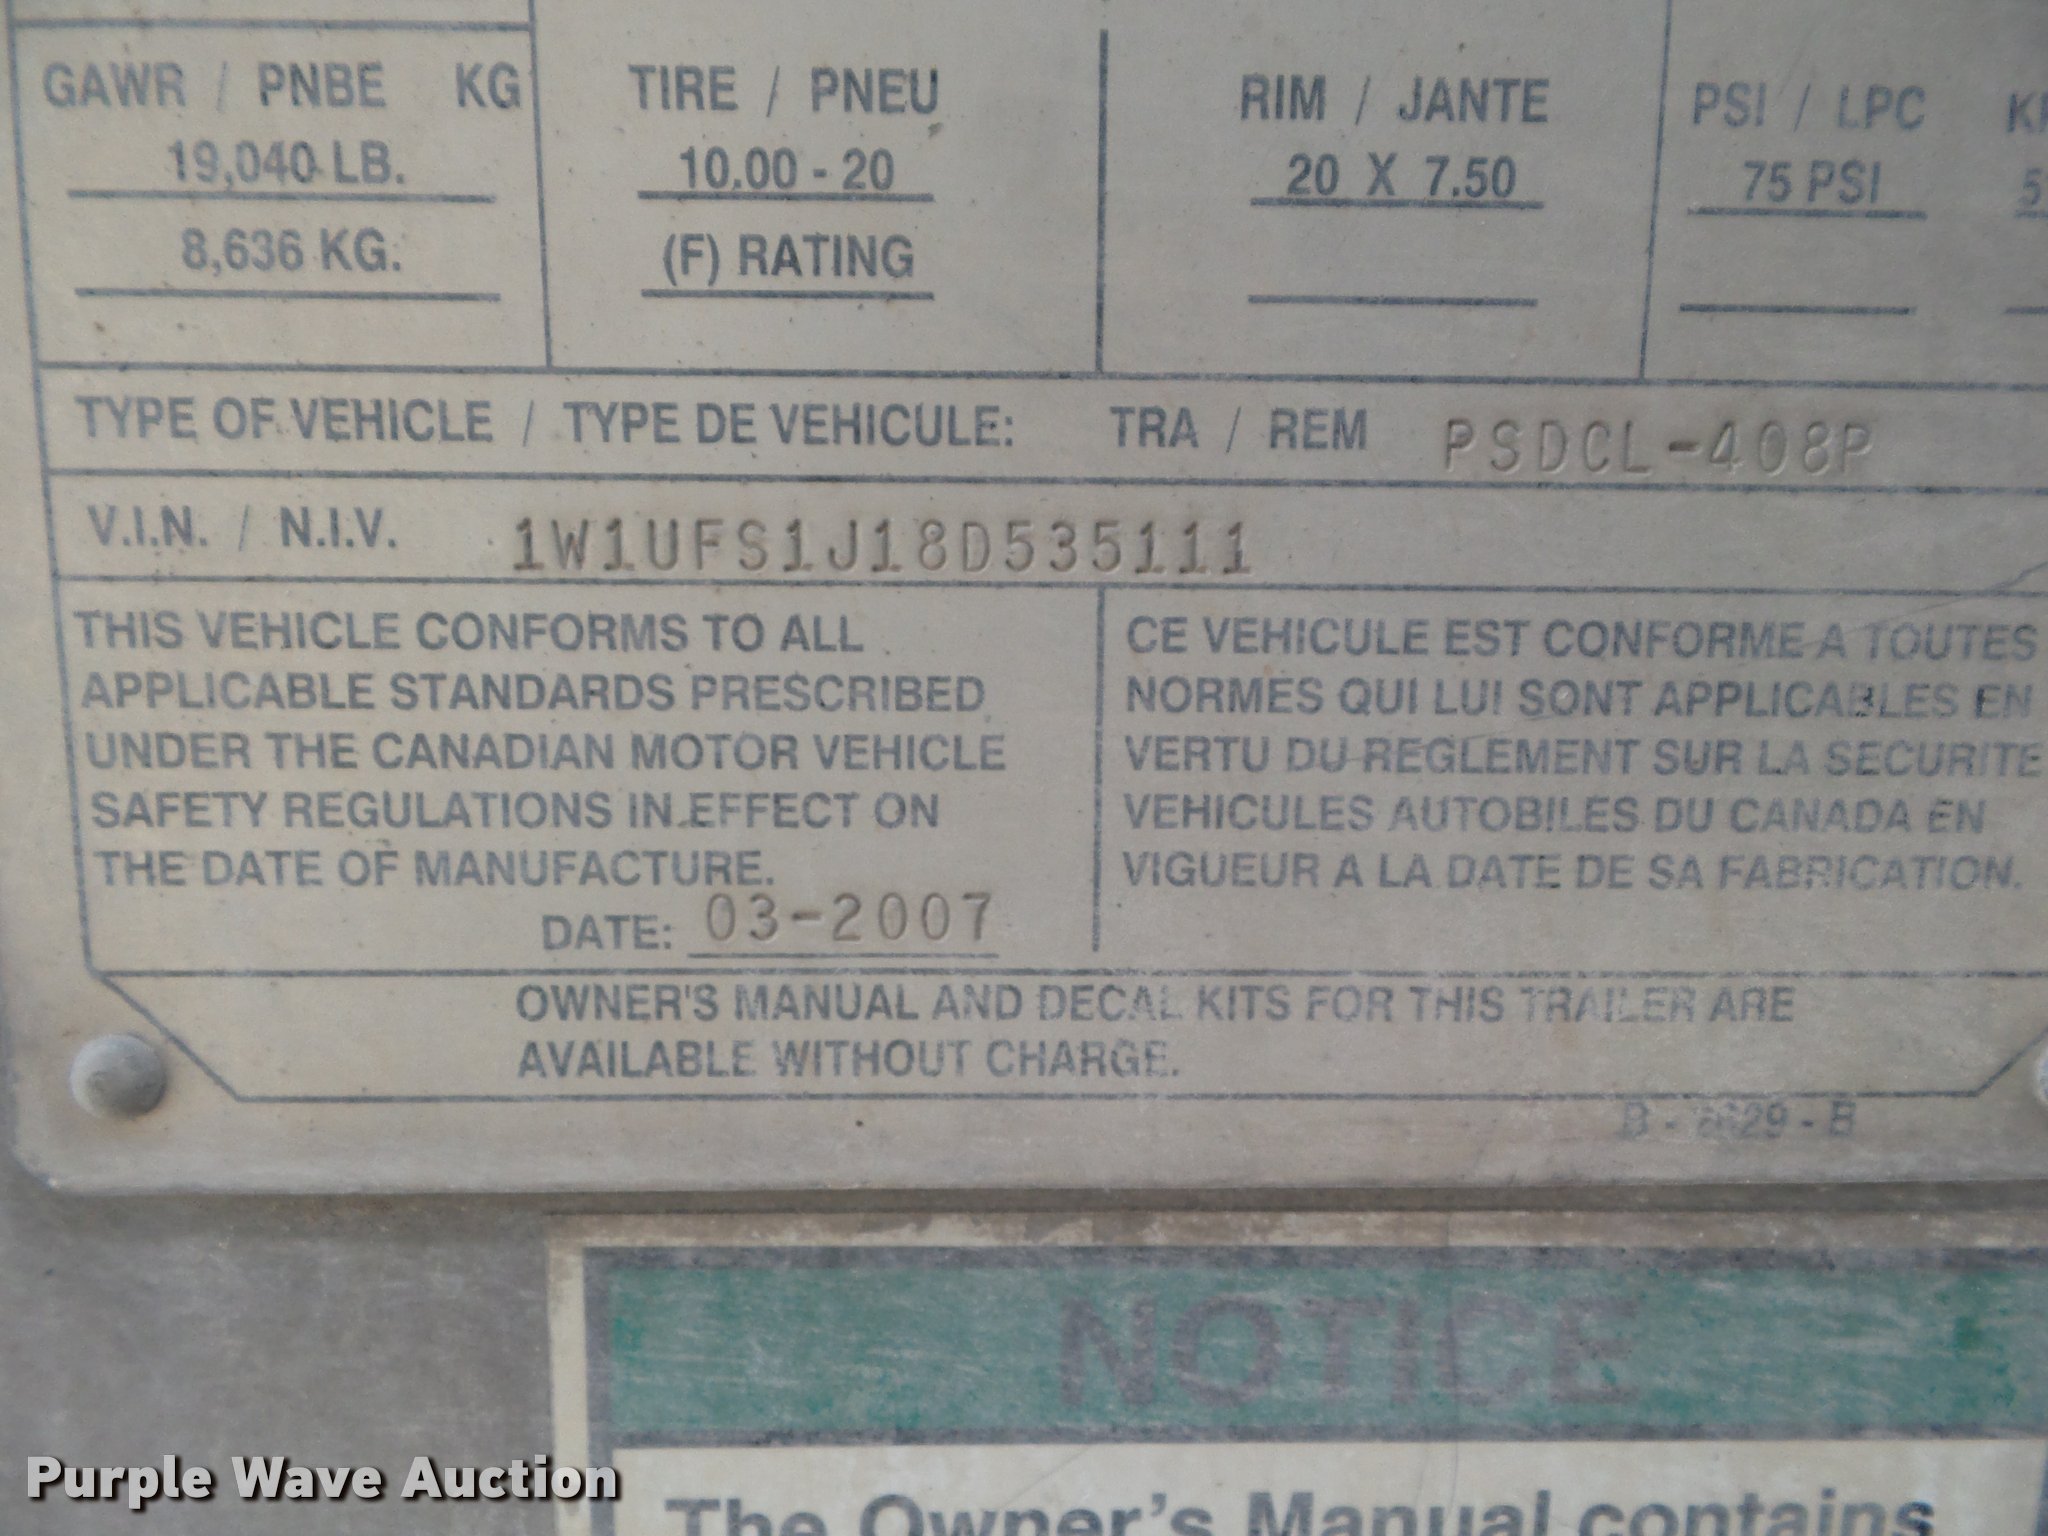 GAWR / PNBE KG TIRE / PNEU RIM / JANTE PSI / LPC
19,040 LB. 10.00 - 20 20 X 7.50 75 PSI
8,636 KG. (F) RATING
TYPE OF VEHICLE / TYPE DE VEHICULE: TRA / REM PSDCL-408P
V.I.N. / N.I.V. 1W1UFS1J18D535111
THIS VEHICLE CONFORMS TO ALL
APPLICABLE STANDARDS PRESCRIBED
UNDER THE CANADIAN MOTOR VEHICLE
SAFETY REGULATIONS IN EFFECT ON
THE DATE OF MANUFACTURE.
DATE: 03-2007
CE VEHICULE EST CONFORME A TOUTES
NORMES QUI LUI SONT APPLICABLES EN
VERTU DU REGLEMENT SUR LA SECURITE
VEHICULES AUTOBILES DU CANADA EN
VIGUEUR A LA DATE DE SA FABRICATION.
OWNER'S MANUAL AND DECAL KITS FOR THIS TRAILER ARE
AVAILABLE WITHOUT CHARGE.
NOTICE
The Owner's Manual contains
Purple Wave Auction